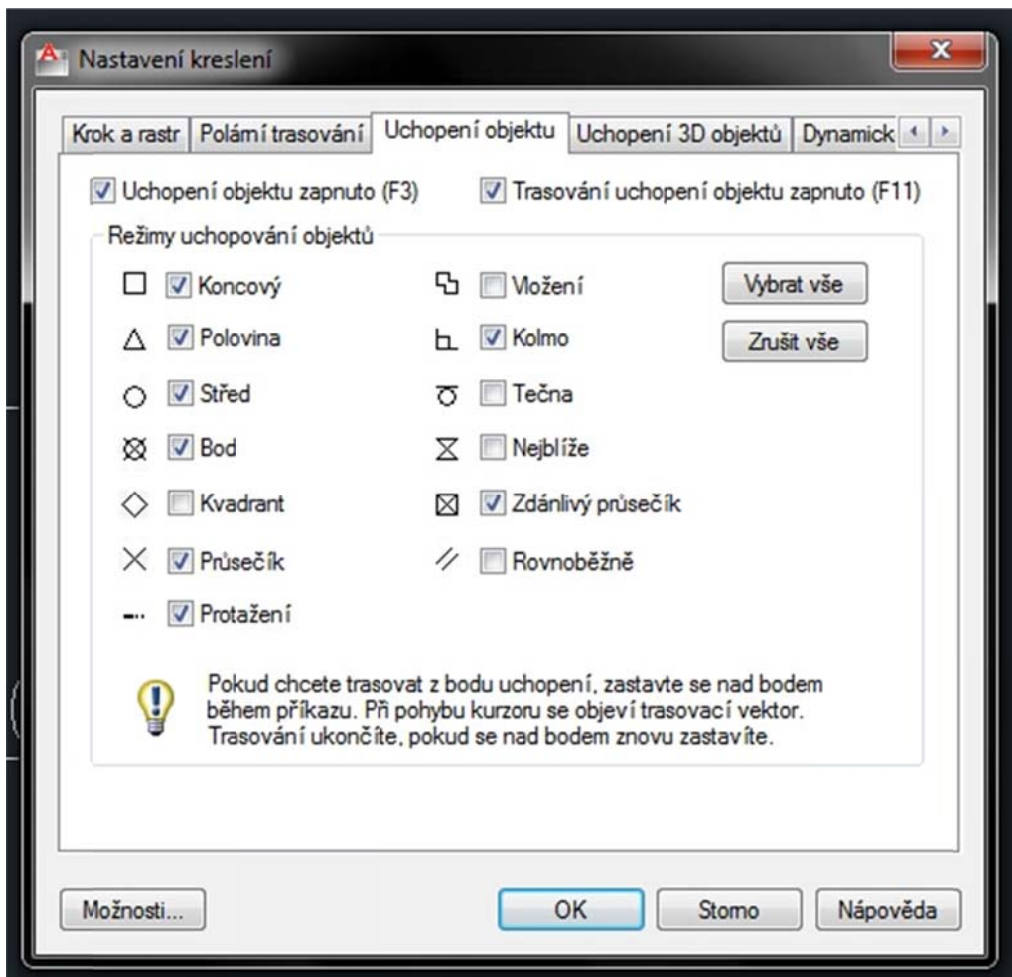 Nastavení kreslení
Krok a rastr Polární trasování Uchopení objektu Uchopení 3D objektů Dynamick
Uchopení objektu zapnuto (F3) Trasování uchopení objektu zapnuto (F11)
Režimy uchopování objektů
Koncový Vložení Vybrat vše
Polovina Kolmo Zrušit vše
Střed Tečna
Bod Nejblíže
Kvadrant Zdánlivý průsečík
Průsečík Rovnoběžně
Protažení
Pokud chcete trasovat z bodu uchopení, zastavte se nad bodem
během příkazu. Při pohybu kurzoru se objeví trasovací vektor.
Trasování ukončíte, pokud se nad bodem znovu zastavíte.
Možnosti... OK Storno Nápověda